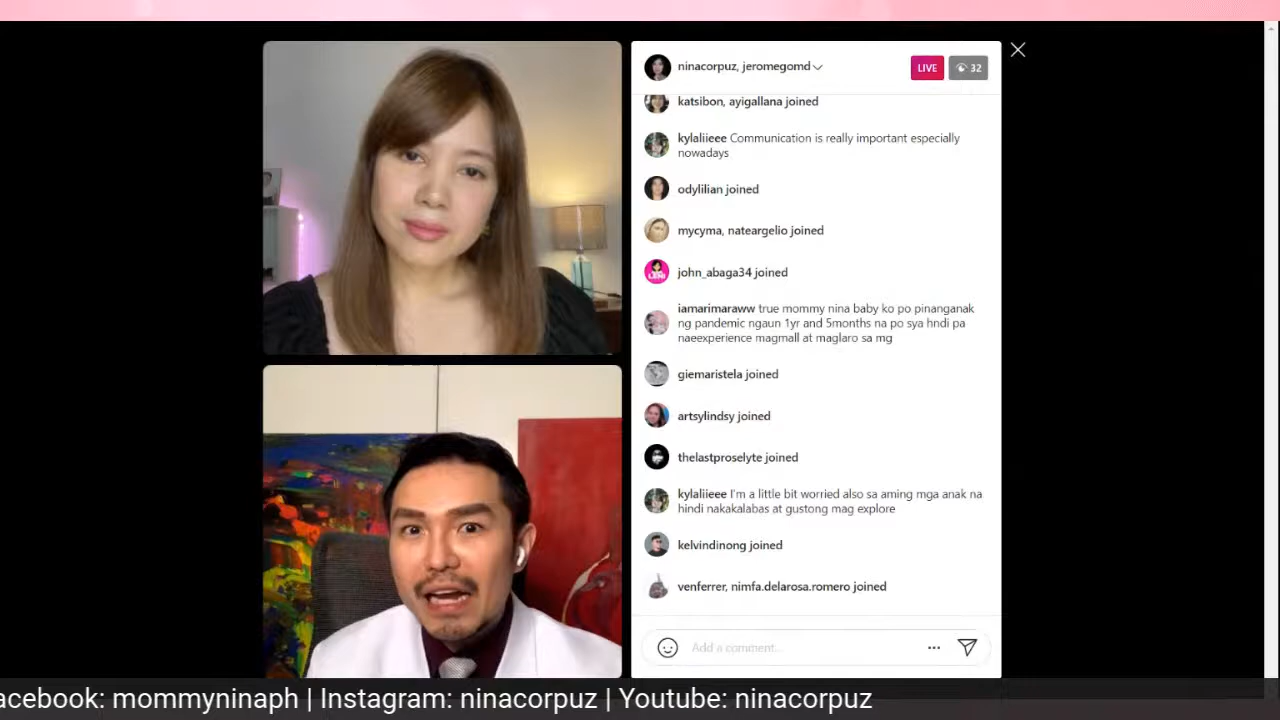 ninacorpuz, jeromegomd
LIVE
32
katsibon, ayigallana joined
kylaliieee Communication is really important especially
nowadays
odylilian joined
mycyma, nateargelio joined
john_abaga34 joined
iamarimaraww true mommy nina baby ko po pinanganak
ng pandemic ngaun 1yr and 5months na po sya hndi pa
naeexperience magmall at maglaro sa mg
giemaristela joined
artsylindsy joined
thelastproselyte joined
kylaliieee I'm a little bit worried also sa aming mga anak na
hindi nakakalabas at gustong mag explore
kelvindinong joined
venferrer, nimfa.delarosa.romero joined
Add a comment...
acebook: mommyninaph | Instagram: ninacorpuz | Youtube: ninacorpuz